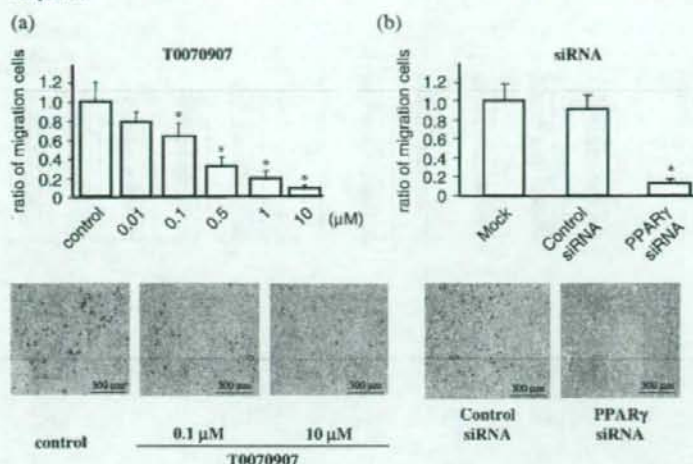 (a)
T0070907
ratio of migration cells
1.2
1.0
0.8
0.6
0.4
0.2
0
*
*
*
*
control
0.01
0.1
0.5
1
10
(μM)
300 μm
300 μm
300 μm
control
0.1 μM
10 μM
T0070907
(b)
siRNA
ratio of migration cells
1.2
1.0
0.8
0.6
0.4
0.2
0
*
Mock
Control
siRNA
PPARγ
siRNA
300 μm
300 μm
Control
siRNA
PPARγ
siRNA